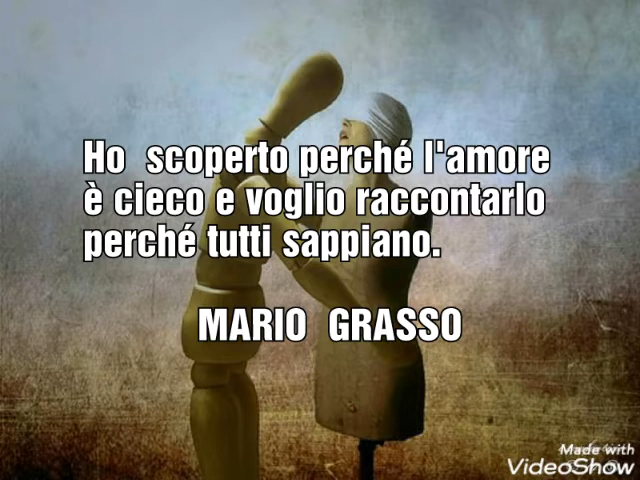 Ho scoperto perché l'amore
è cieco e voglio raccontarlo
perché tutti sappiano.
MARIO GRASSO
Made with
VideoShow